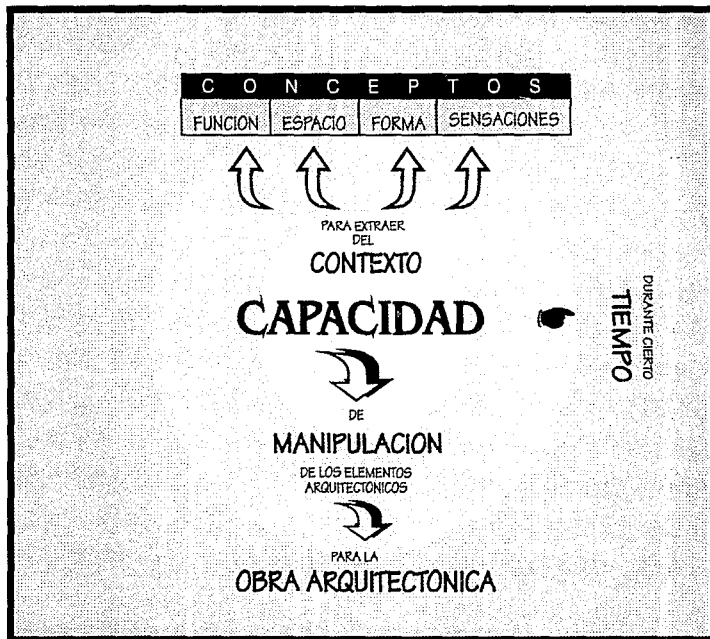 CONCEPTOS
FUNCION ESPACIO FORMA SENSACIONES
PARA EXTRAER
DEL
CONTEXTO
CAPACIDAD
DURANTE CIERTO
TIEMPO
DE
MANIPULACION
DE LOS ELEMENTOS
ARQUITECTONICOS
PARA LA
OBRA ARQUITECTONICA